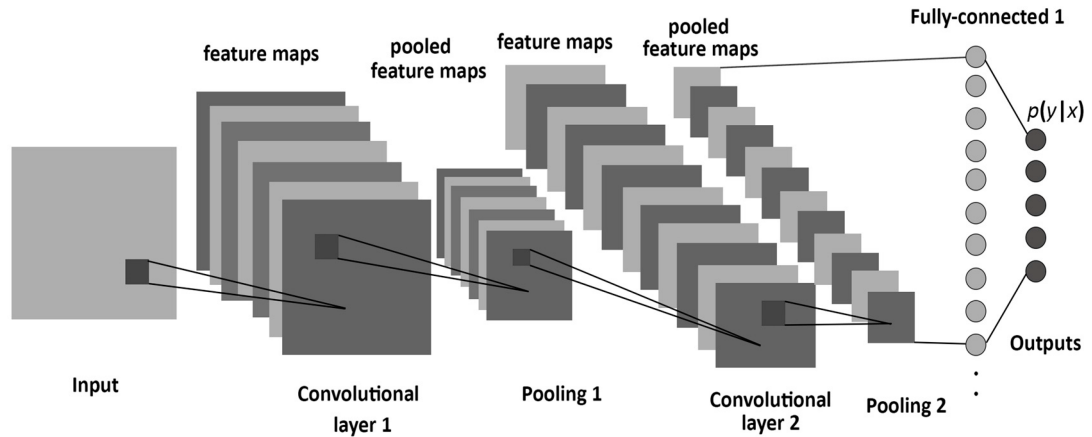 Fully-connected 1
feature maps
pooled
feature maps
feature maps
pooled
feature maps
p(y|x)
Input
Convolutional
layer 1
Pooling 1
Convolutional
layer 2
Pooling 2
Outputs